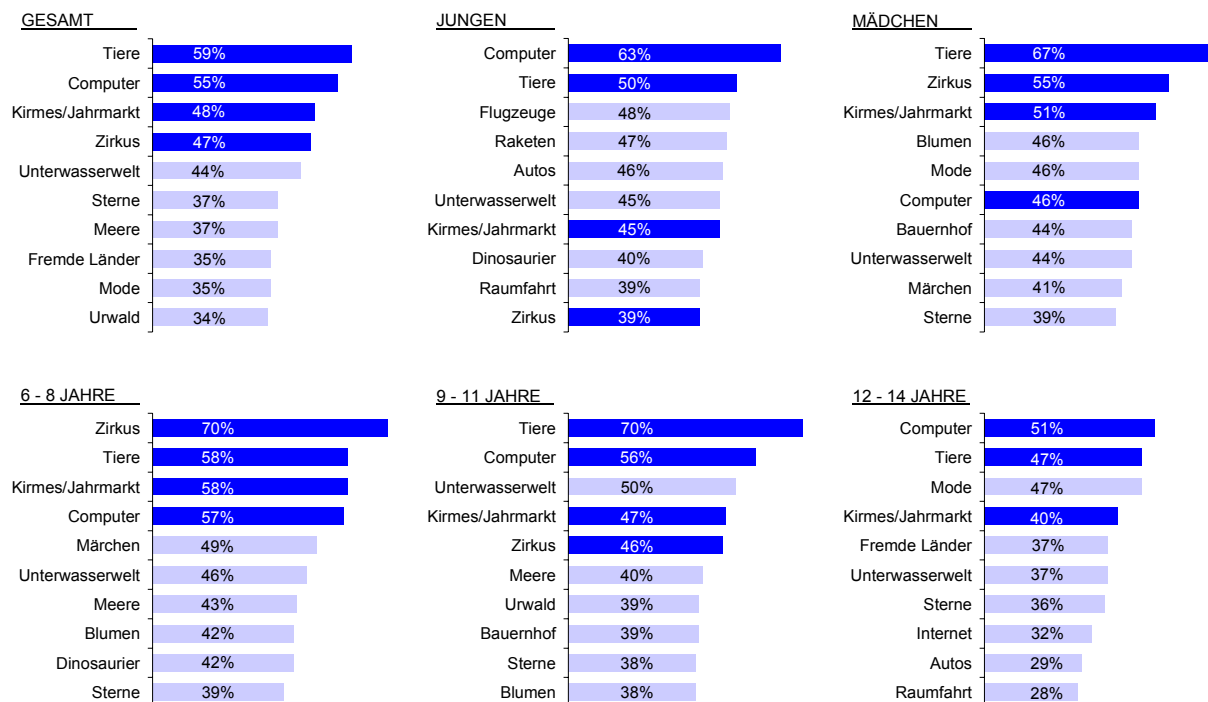 GESAMT
Tiere 59%
Computer 55%
Kirmes/Jahrmarkt 48%
Zirkus 47%
Unterwasserwelt 44%
Sterne 37%
Meere 37%
Fremde Länder 35%
Mode 35%
Urwald 34%
JUNGEN
Computer 63%
Tiere 50%
Flugzeuge 48%
Raketen 47%
Autos 46%
Unterwasserwelt 45%
Kirmes/Jahrmarkt 45%
Dinosaurier 40%
Raumfahrt 39%
Zirkus 39%
MÄDCHEN
Tiere 67%
Zirkus 55%
Kirmes/Jahrmarkt 51%
Blumen 46%
Mode 46%
Computer 46%
Bauernhof 44%
Unterwasserwelt 44%
Märchen 41%
Sterne 39%
6 - 8 JAHRE
Zirkus 70%
Tiere 58%
Kirmes/Jahrmarkt 58%
Computer 57%
Märchen 49%
Unterwasserwelt 46%
Meere 43%
Blumen 42%
Dinosaurier 42%
Sterne 39%
9 - 11 JAHRE
Tiere 70%
Computer 56%
Unterwasserwelt 50%
Kirmes/Jahrmarkt 47%
Zirkus 46%
Meere 40%
Urwald 39%
Bauernhof 39%
Sterne 38%
Blumen 38%
12 - 14 JAHRE
Computer 51%
Tiere 47%
Mode 47%
Kirmes/Jahrmarkt 40%
Fremde Länder 37%
Unterwasserwelt 37%
Sterne 36%
Internet 32%
Autos 29%
Raumfahrt 28%